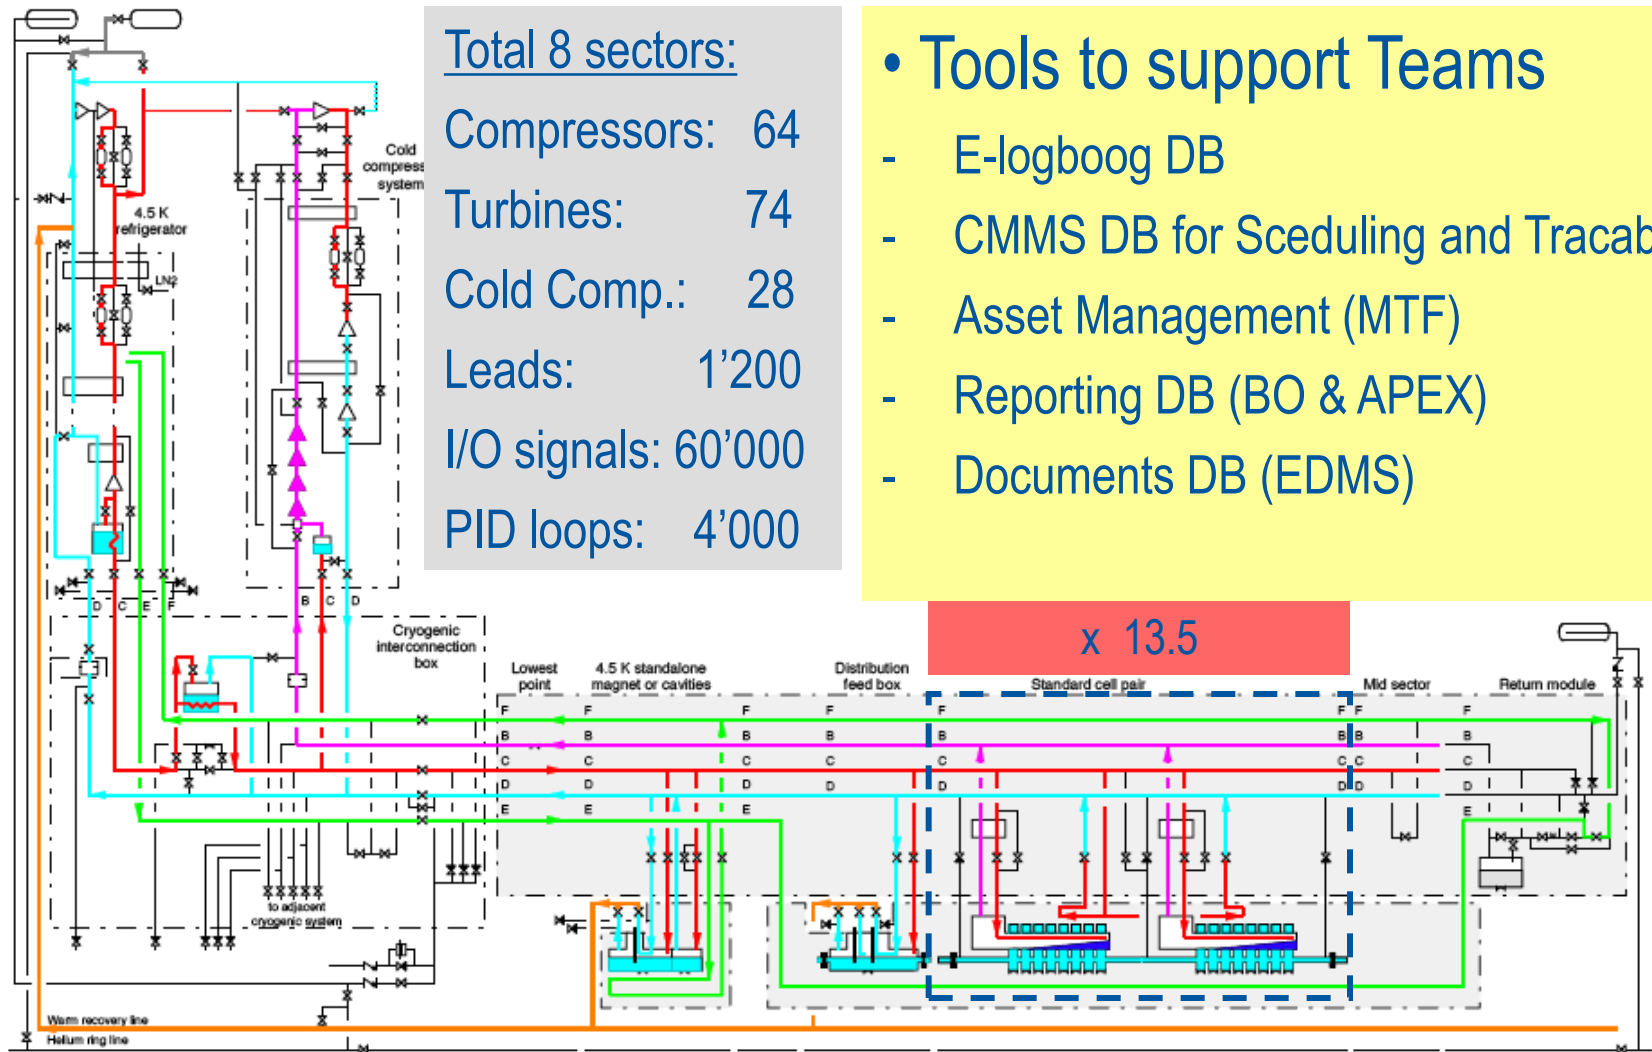 Total 8 sectors:
Compressors: 64
Turbines: 74
Cold Comp.: 28
Leads: 1'200
I/O signals: 60'000
PID loops: 4'000
• Tools to support Teams
- E-logboog DB
- CMMS DB for Sceduling and Tracab
- Asset Management (MTF)
- Reporting DB (BO & APEX)
- Documents DB (EDMS)
x 13.5
Cold
compress
system
4.5 K
refrigerator
LN2
D C E F
B C D
Cryogenic
interconnection
box
Lowest
point
4.5 K standalone
magnet or cavities
Distribution
feed box
Standard cell pair
Mid sector
Return module
F F F F F F F F
B B B B B B B B
C C C C C C C C
D D D D D D D D
E E E E
to adjacent
cryogenic system
Warm recovery line
Helium ring line